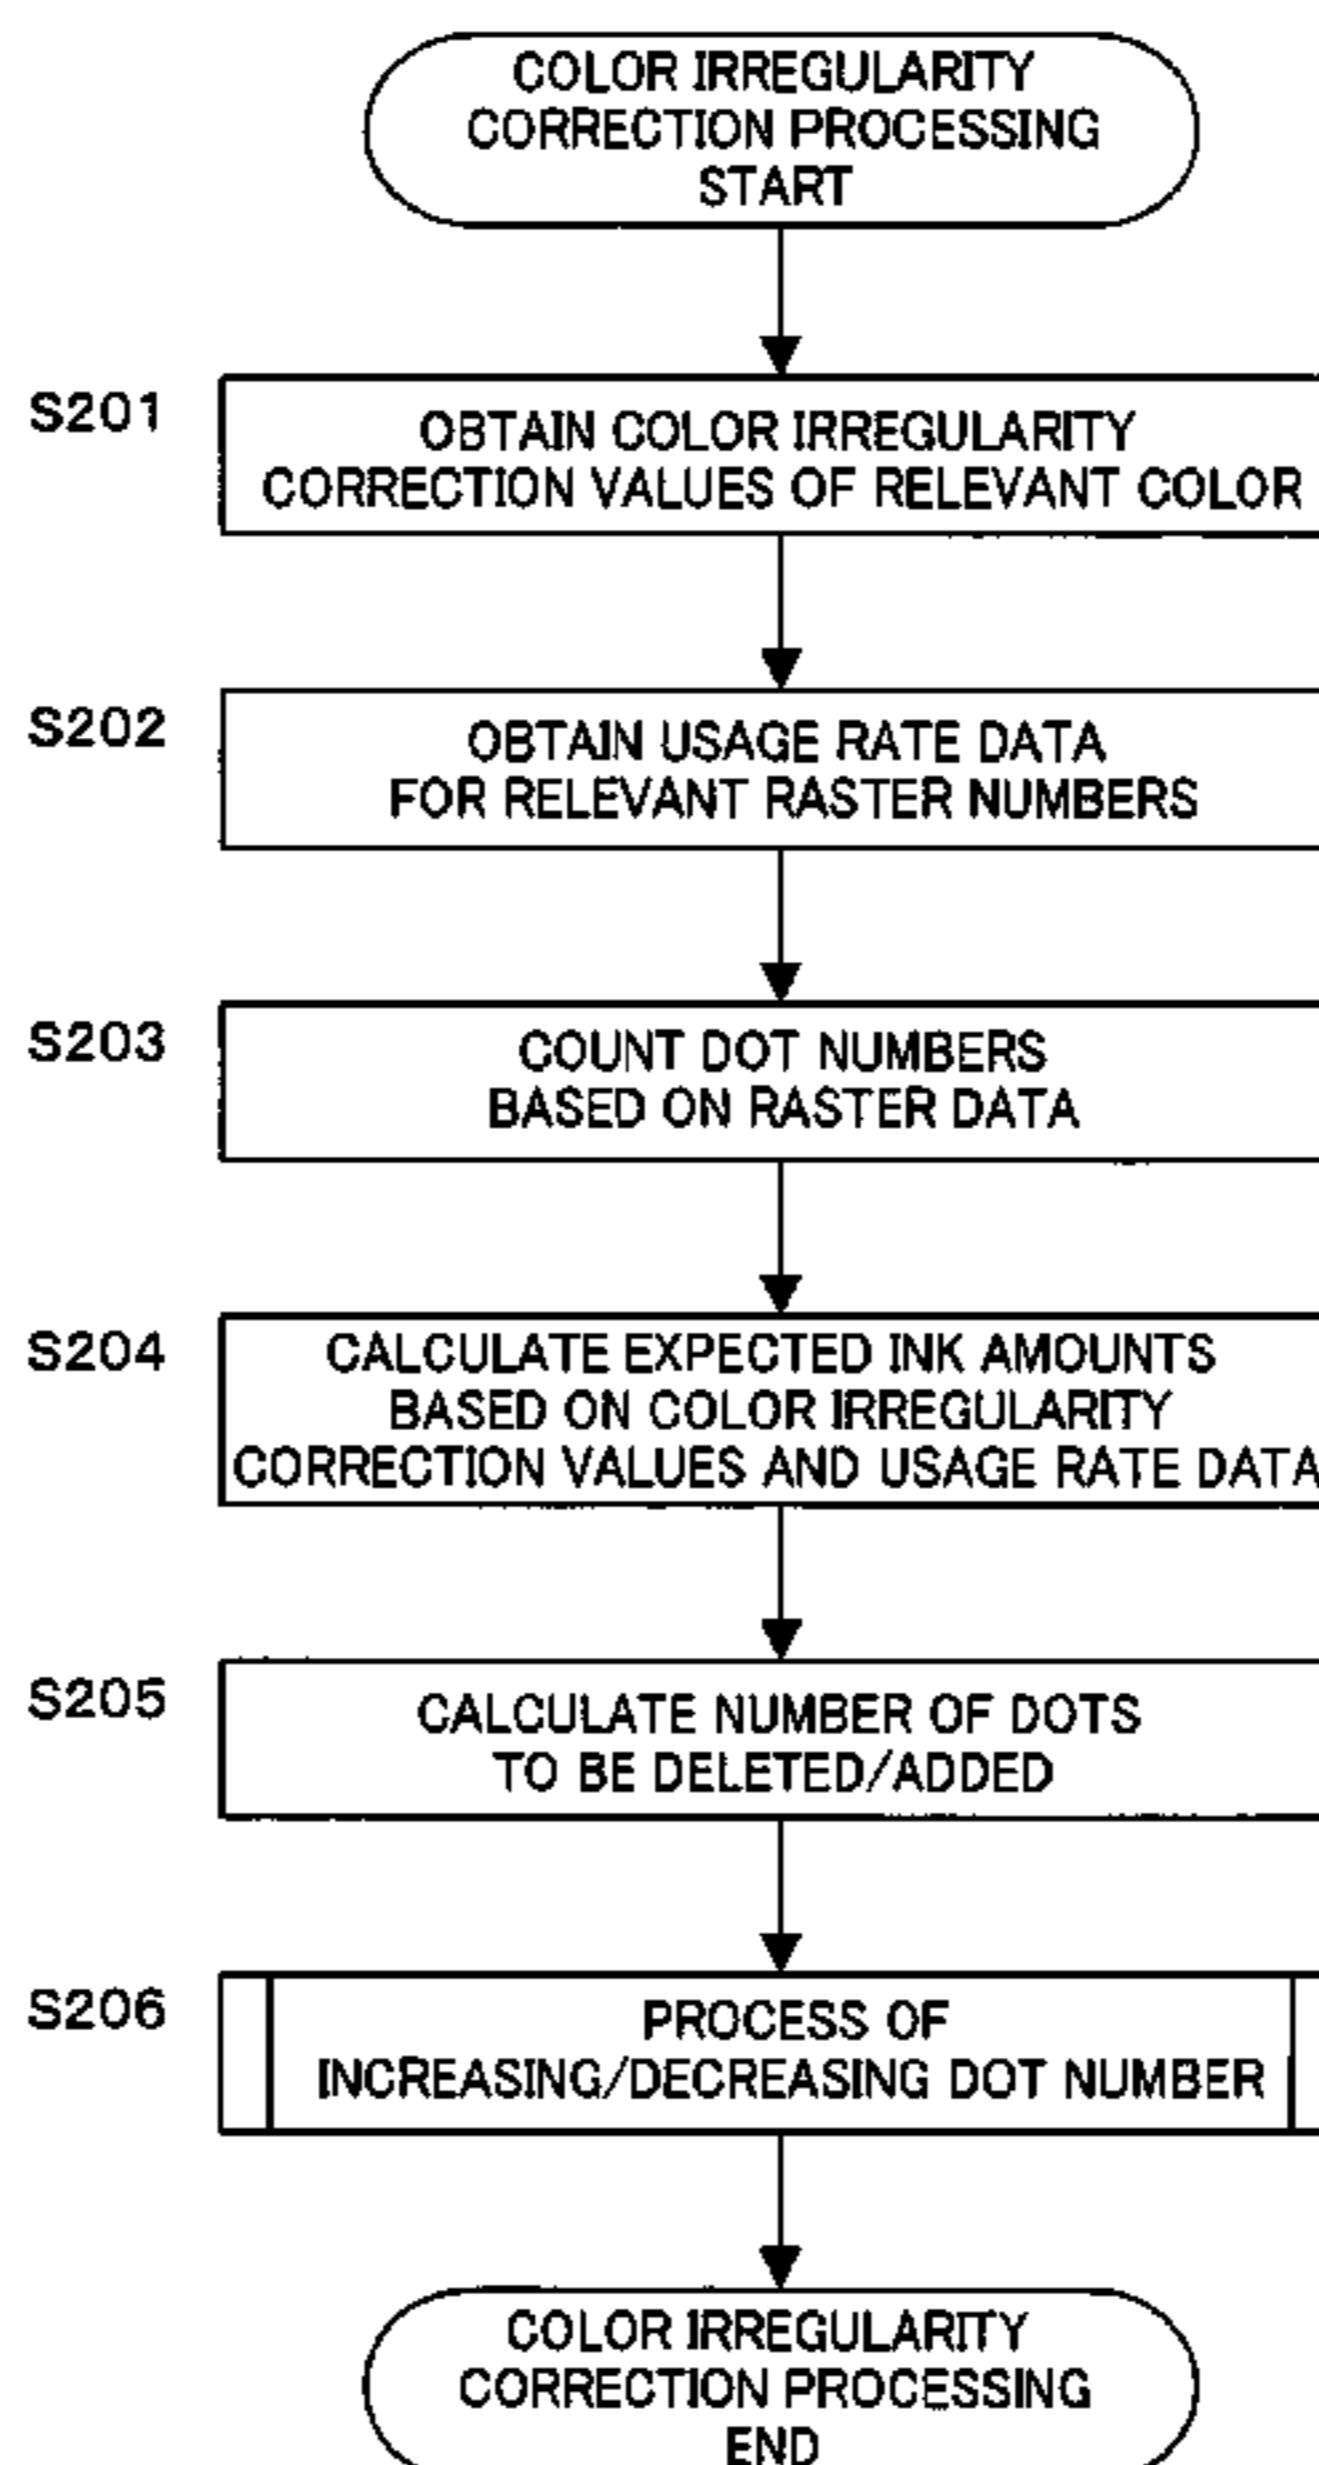 COLOR IRREGULARITY
CORRECTION PROCESSING
START
S201
OBTAIN COLOR IRREGULARITY
CORRECTION VALUES OF RELEVANT COLOR
S202
OBTAIN USAGE RATE DATA
FOR RELEVANT RASTER NUMBERS
S203
COUNT DOT NUMBERS
BASED ON RASTER DATA
S204
CALCULATE EXPECTED INK AMOUNTS
BASED ON COLOR IRREGULARITY
CORRECTION VALUES AND USAGE RATE DATA
S205
CALCULATE NUMBER OF DOTS
TO BE DELETED/ADDED
S206
PROCESS OF
INCREASING/DECREASING DOT NUMBER
COLOR IRREGULARITY
CORRECTION PROCESSING
END